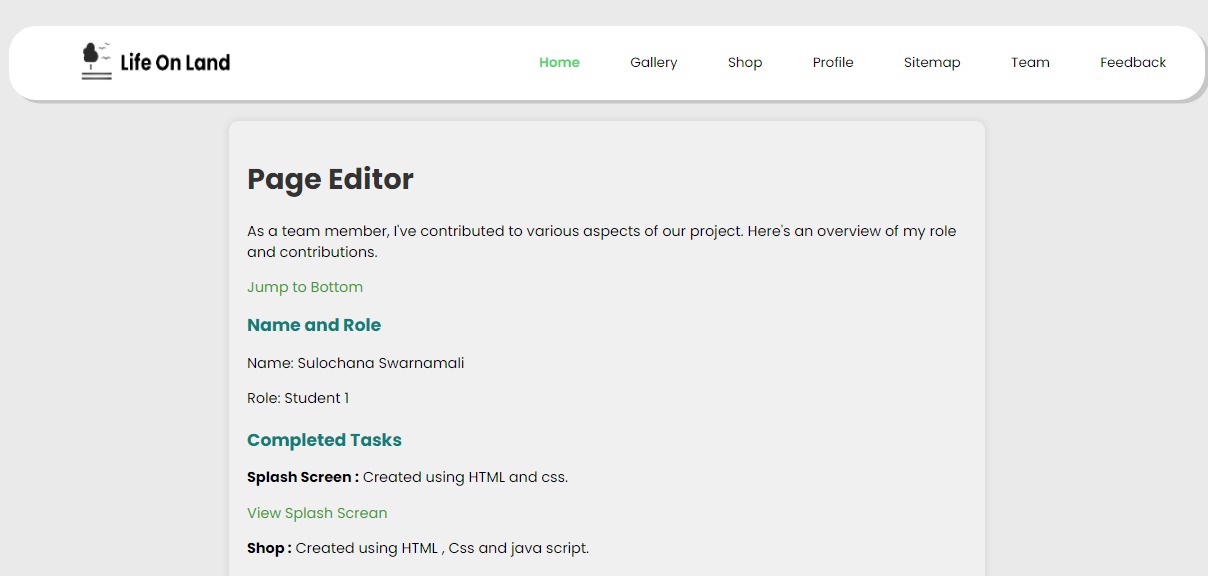 Life On Land
Home Gallery Shop Profile Sitemap Team Feedback
Page Editor
As a team member, I've contributed to various aspects of our project. Here's an overview of my role
and contributions.
Jump to Bottom
Name and Role
Name: Sulochana Swarnamali
Role: Student 1
Completed Tasks
Splash Screen : Created using HTML and css.
View Splash Screan
Shop : Created using HTML , Css and java script.